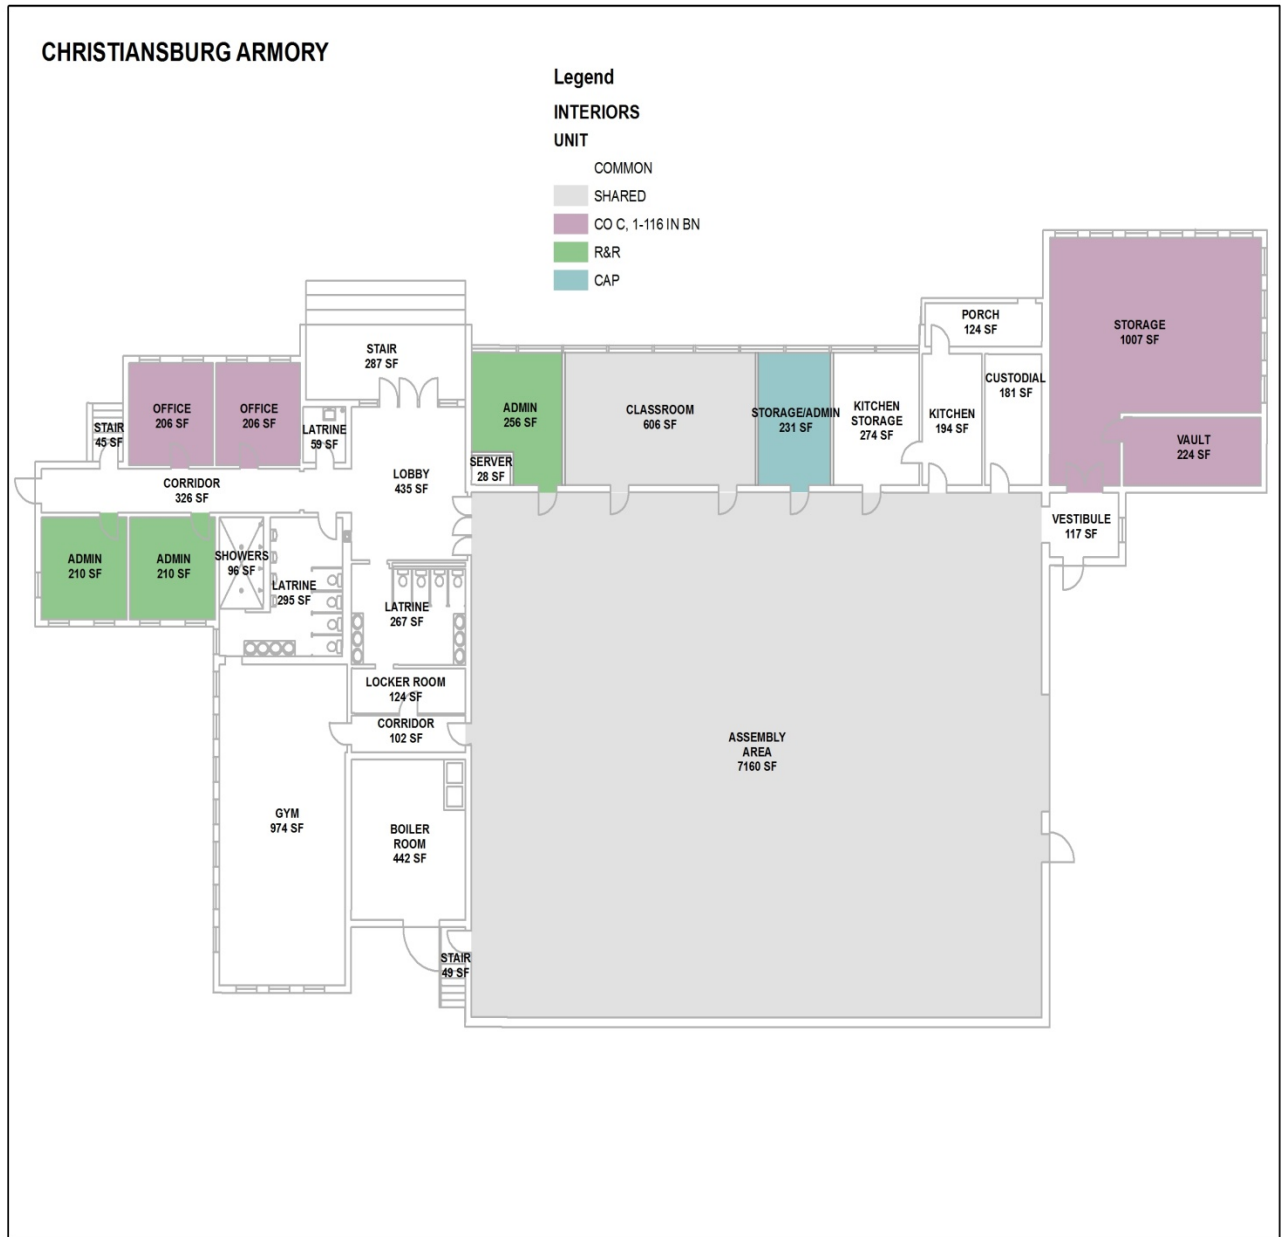 CHRISTIANSBURG ARMORY
Legend
INTERIORS
UNIT
COMMON
SHARED
CO C, 1-116 IN BN
R&R
CAP
PORCH
124 SF
STORAGE
1007 SF
STAIR
287 SF
OFFICE
206 SF
OFFICE
206 SF
STAIR
45 SF
LATRINE
59 SF
ADMIN
256 SF
CLASSROOM
606 SF
STORAGE/ADMIN
231 SF
KITCHEN
STORAGE
274 SF
KITCHEN
194 SF
CUSTODIAL
181 SF
VAULT
224 SF
SERVER
28 SF
LOBBY
435 SF
CORRIDOR
326 SF
VESTIBULE
117 SF
ADMIN
210 SF
ADMIN
210 SF
SHOWERS
96 SF
LATRINE
295 SF
LATRINE
267 SF
LOCKER ROOM
124 SF
CORRIDOR
102 SF
ASSEMBLY
AREA
7160 SF
GYM
974 SF
BOILER
ROOM
442 SF
STAIR
49 SF